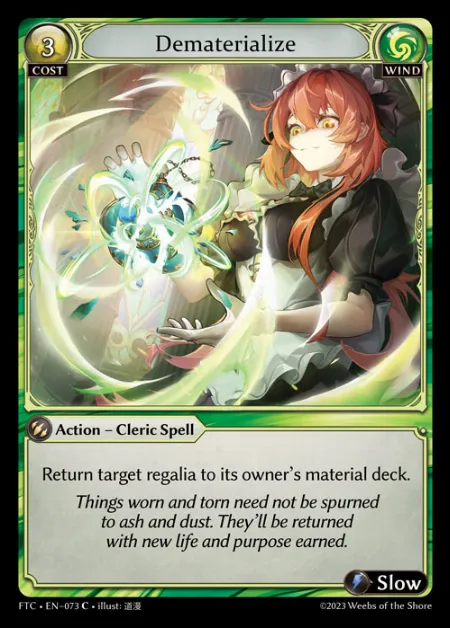 3
Dematerialize
COST
WIND
Action – Cleric Spell
Return target regalia to its owner's material deck.
Things worn and torn need not be spurned
to ash and dust. They'll be returned
with new life and purpose earned.
Slow
FTC • EN-073 C • illust: 道漫
©2023 Weebs of the Shore